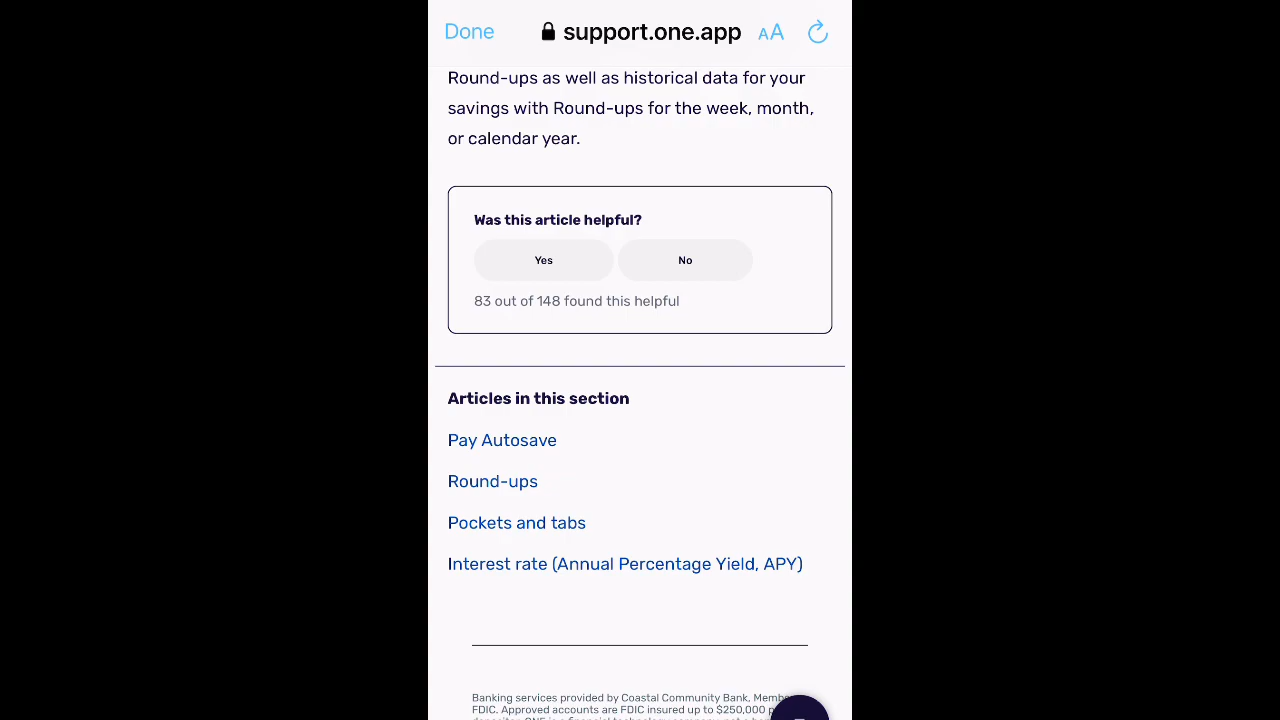 Done support.one.app AA
Round-ups as well as historical data for your
savings with Round-ups for the week, month,
or calendar year.
Was this article helpful?
Yes No
83 out of 148 found this helpful
Articles in this section
Pay Autosave
Round-ups
Pockets and tabs
Interest rate (Annual Percentage Yield, APY)
Banking services provided by Coastal Community Bank,
FDIC. Approved accounts are FDIC insured up to $250,000